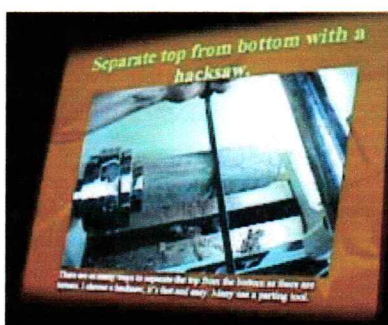 Separate top from bottom with a
hacksaw.
There are as many ways to separate the top from the bottom as there are
turners. I choose a hacksaw, it's fast and easy. Many use a parting tool.